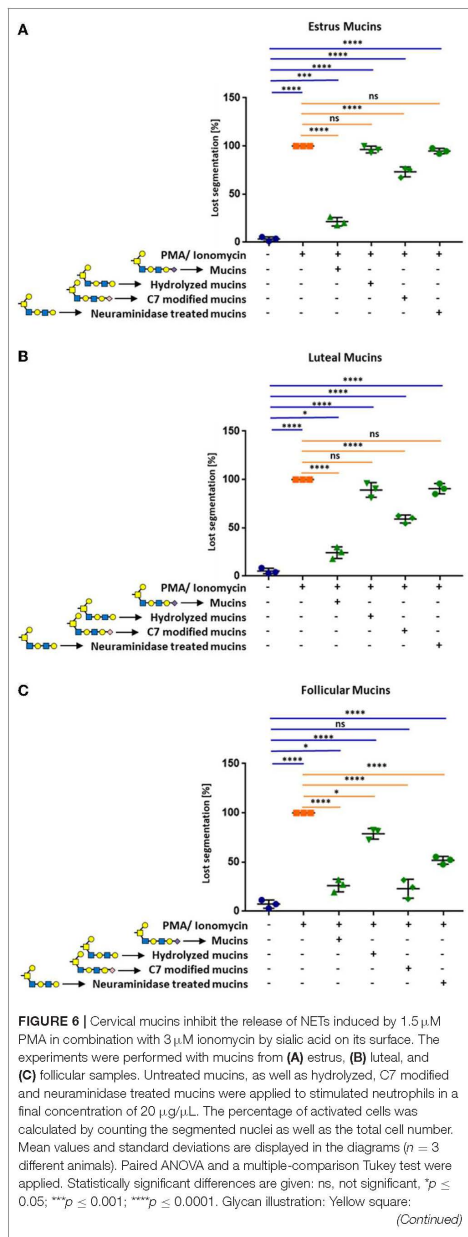 A
Estrus Mucins
****
****
****
***
****
ns
****
ns
****
150
100
50
0
Lost segmentation [%]
PMA/ Ionomycin - + + + + +
Mucins - - + - - -
Hydrolyzed mucins - - - + - -
C7 modified mucins - - - - + -
Neuraminidase treated mucins - - - - - +
B
Luteal Mucins
****
****
****
*
****
ns
****
ns
****
150
100
50
0
Lost segmentation [%]
PMA/ Ionomycin - + + + + +
Mucins - - + - - -
Hydrolyzed mucins - - - + - -
C7 modified mucins - - - - + -
Neuraminidase treated mucins - - - - - +
C
Follicular Mucins
****
ns
****
*
****
****
****
*
****
150
100
50
0
Lost segmentation [%]
PMA/ Ionomycin - + + + + +
Mucins - - + - - -
Hydrolyzed mucins - - - + - -
C7 modified mucins - - - - + -
Neuraminidase treated mucins - - - - - +
FIGURE 6 | Cervical mucins inhibit the release of NETs induced by 1.5 μM
PMA in combination with 3 μM ionomycin by sialic acid on its surface. The
experiments were performed with mucins from (A) estrus, (B) luteal, and
(C) follicular samples. Untreated mucins, as well as hydrolyzed, C7 modified
and neuraminidase treated mucins were applied to stimulated neutrophils in a
final concentration of 20 μg/μL. The percentage of activated cells was
calculated by counting the segmented nuclei as well as the total cell number.
Mean values and standard deviations are displayed in the diagrams (n = 3
different animals). Paired ANOVA and a multiple-comparison Tukey test were
applied. Statistically significant differences are given: ns, not significant, *p ≤
0.05; ***p ≤ 0.001; ****p ≤ 0.0001. Glycan illustration: Yellow square:
(Continued)